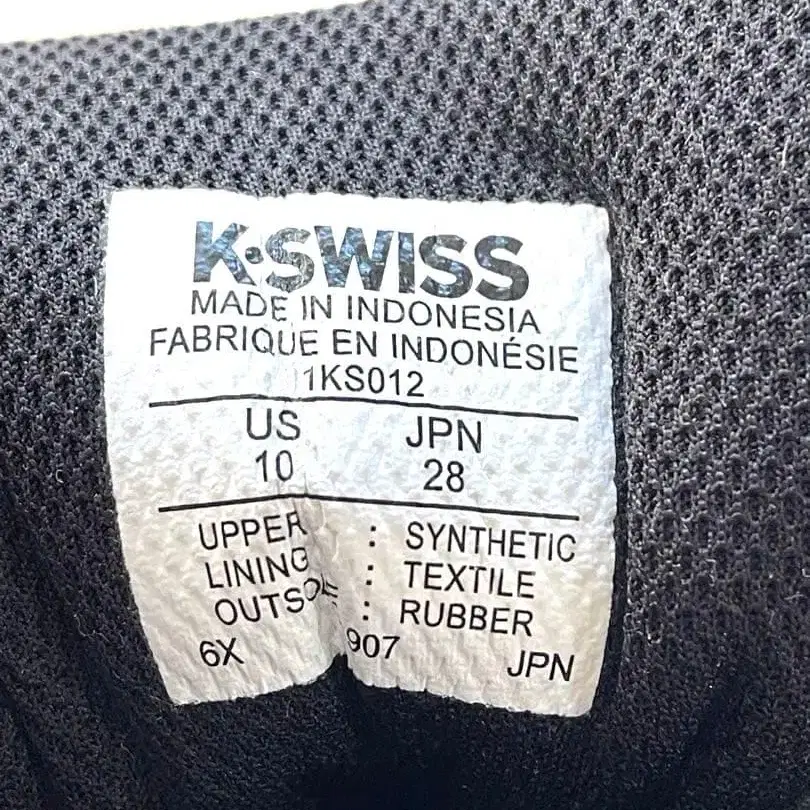 K·SWISS
MADE IN INDONESIA
FABRIQUE EN INDONÉSIE
1KS012
US JPN
10 28
UPPER : SYNTHETIC
LINING : TEXTILE
OUTSOLE : RUBBER
6X 907 JPN